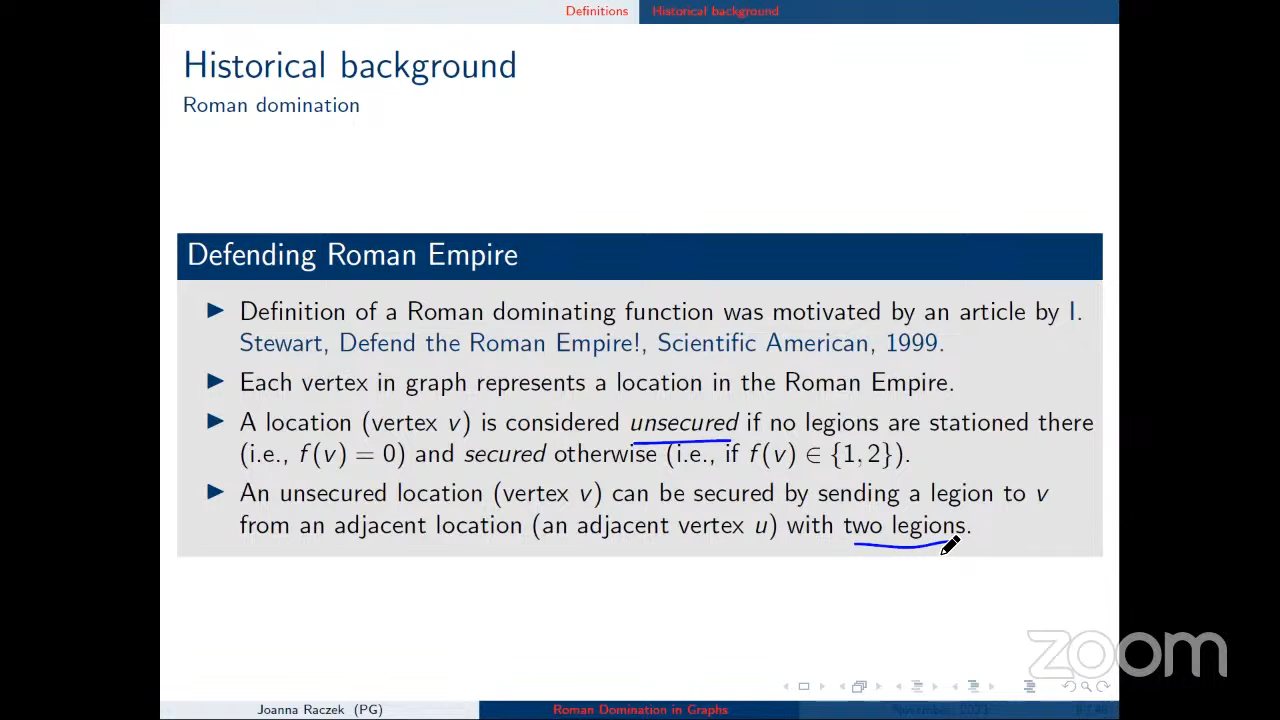 Definitions Historical background
Historical background
Roman domination
Defending Roman Empire
▶ Definition of a Roman dominating function was motivated by an article by I.
Stewart, Defend the Roman Empire!, Scientific American, 1999.
▶ Each vertex in graph represents a location in the Roman Empire.
▶ A location (vertex v) is considered unsecured if no legions are stationed there
(i.e., f(v) = 0) and secured otherwise (i.e., if f(v) ∈ {1, 2}).
▶ An unsecured location (vertex v) can be secured by sending a legion to v
from an adjacent location (an adjacent vertex u) with two legions.
zoom
Joanna Raczek (PG) Roman Domination in Graphs November 2021